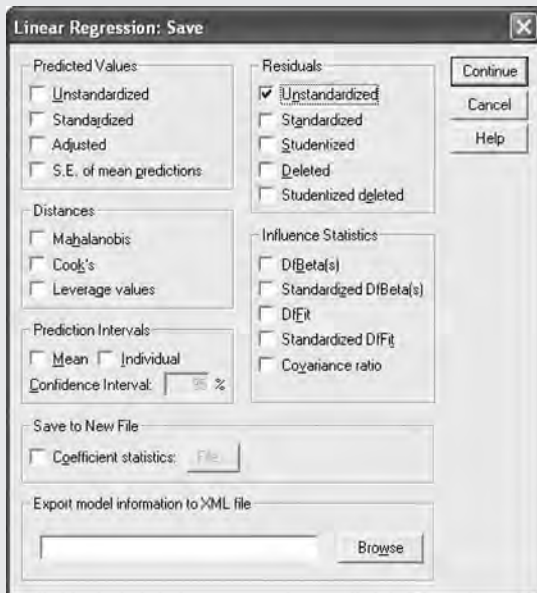 Linear Regression: Save
Predicted Values
Unstandardized
Standardized
Adjusted
S.E. of mean predictions
Distances
Mahalanobis
Cook's
Leverage values
Prediction Intervals
Mean Individual
Confidence Interval: 95 %
Residuals
Unstandardized
Standardized
Studentized
Deleted
Studentized deleted
Influence Statistics
DfBeta(s)
Standardized DfBeta(s)
DfFit
Standardized DfFit
Covariance ratio
Continue
Cancel
Help
Save to New File
Coefficient statistics: File...
Export model information to XML file
Browse